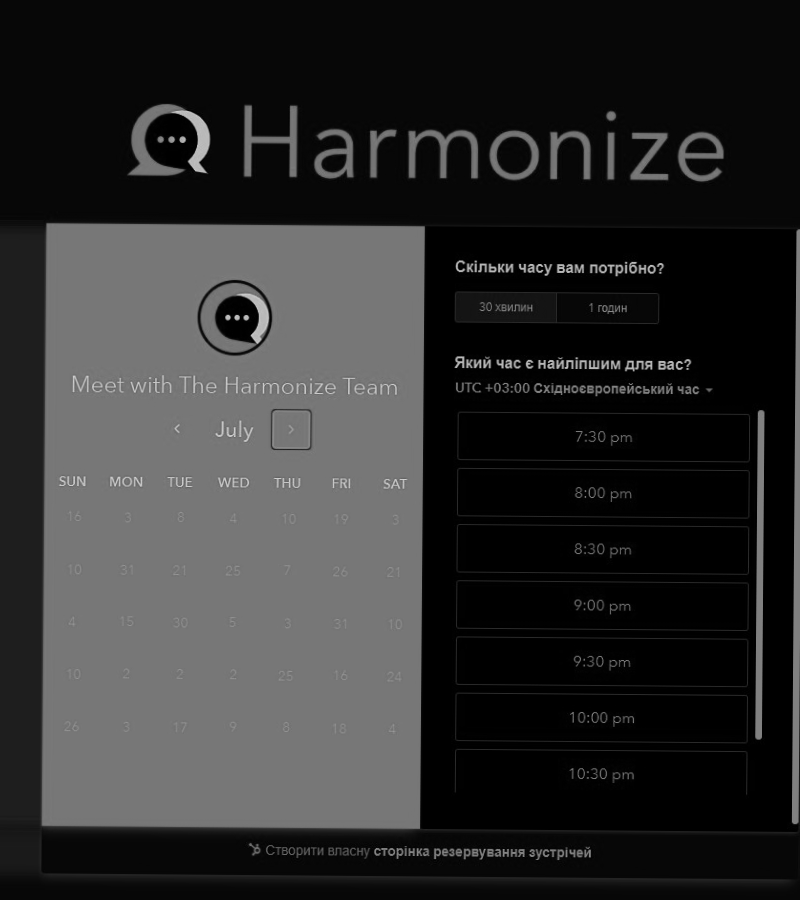 Harmonize
Meet with The Harmonize Team
July
SUN MON TUE WED THU FRI SAT
16 3 8 4 10 19 3
10 31 21 25 7 26 21
4 15 30 5 3 31 10
10 2 2 2 25 16 24
26 3 17 9 8 18 4
Скільки часу вам потрібно?
30 хвилин 1 годин
Який час є найліпшим для вас?
UTC +03:00 Східноєвропейський час
7:30 pm
8:00 pm
8:30 pm
9:00 pm
9:30 pm
10:00 pm
10:30 pm
Створити власну сторінка резервування зустрічей